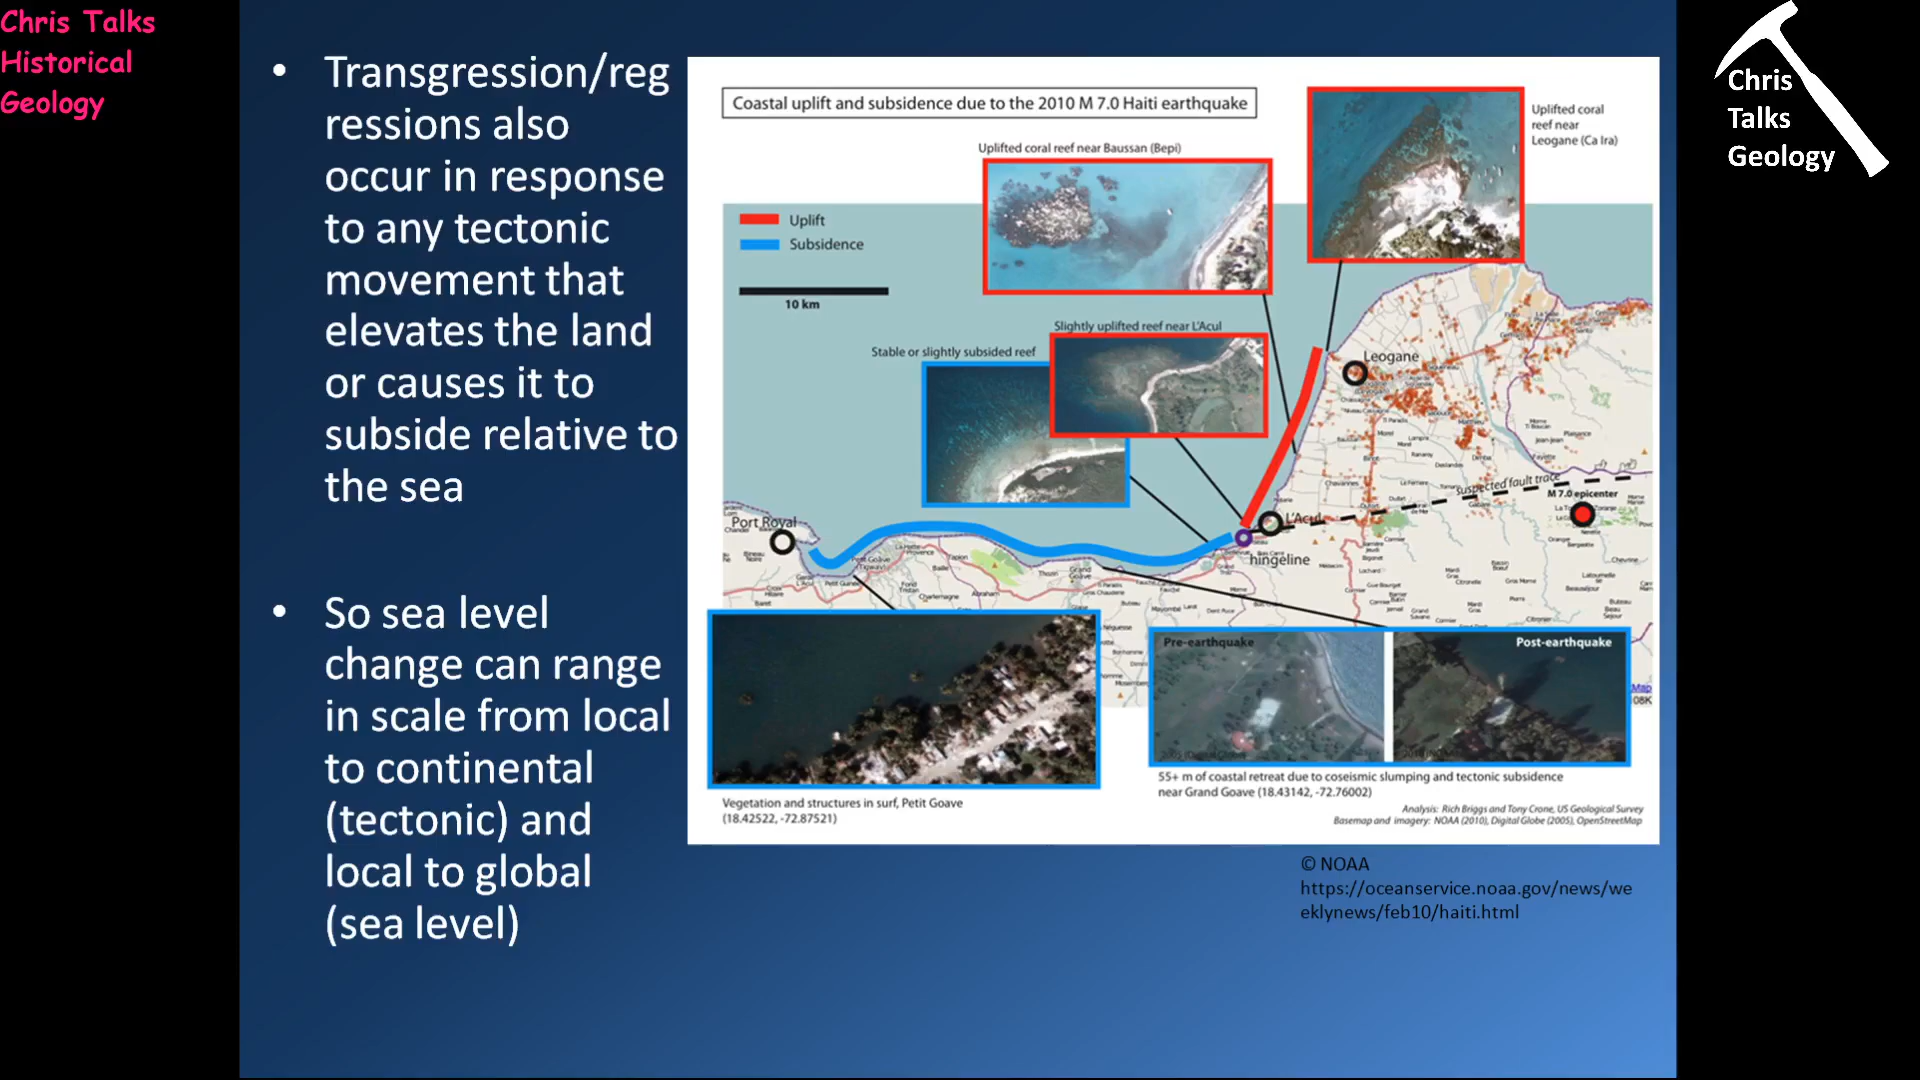 Chris Talks
Historical
Geology
• Transgression/reg
ressions also
occur in response
to any tectonic
movement that
elevates the land
or causes it to
subside relative to
the sea
• So sea level
change can range
in scale from local
to continental
(tectonic) and
local to global
(sea level)
Coastal uplift and subsidence due to the 2010 M 7.0 Haiti earthquake
Uplifted coral reef near Baussan (Bepi)
Uplifted coral
reef near
Leogane (Ca Ira)
Uplift
Subsidence
10 km
Slightly uplifted reef near L'Acul
Stable or slightly subsided reef
Leogane
suspected fault trace
M 7.0 epicenter
Port Royal
L'Acul
hingeline
Pre-earthquake
Post-earthquake
Map
08K
55+ m of coastal retreat due to coseismic slumping and tectonic subsidence
near Grand Goave (18.43142, -72.76002)
Vegetation and structures in surf, Petit Goave
(18.42522, -72.87521)
Analysis: Rich Briggs and Tony Crone, US Geological Survey
Basemap and imagery: NOAA (2010), Digital Globe (2005), OpenStreetMap
© NOAA
https://oceanservice.noaa.gov/news/we
eklynews/feb10/haiti.html
Chris
Talks
Geology